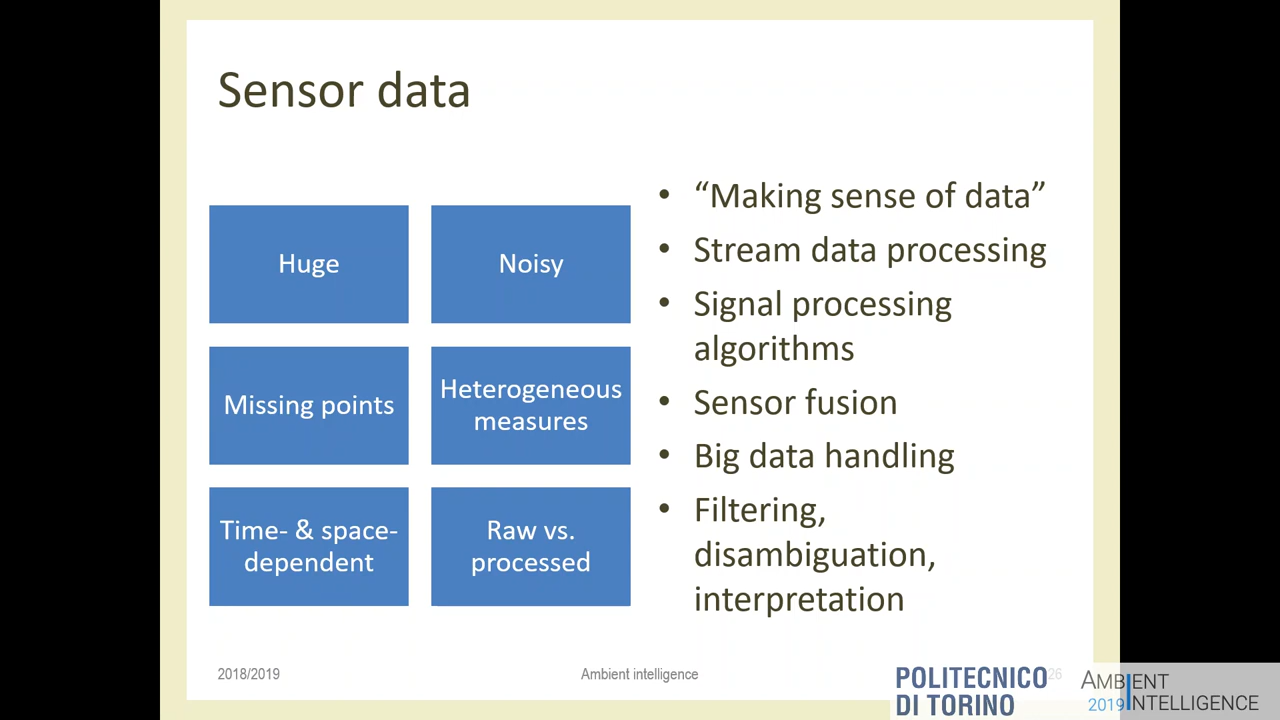 Sensor data
Huge
Noisy
Missing points
Heterogeneous
measures
Time- & space-
dependent
Raw vs.
processed
• “Making sense of data”
• Stream data processing
• Signal processing
algorithms
• Sensor fusion
• Big data handling
• Filtering,
disambiguation,
interpretation
2018/2019
Ambient intelligence
26
POLITECNICO
DI TORINO
AMBIENT
2019 INTELLIGENCE